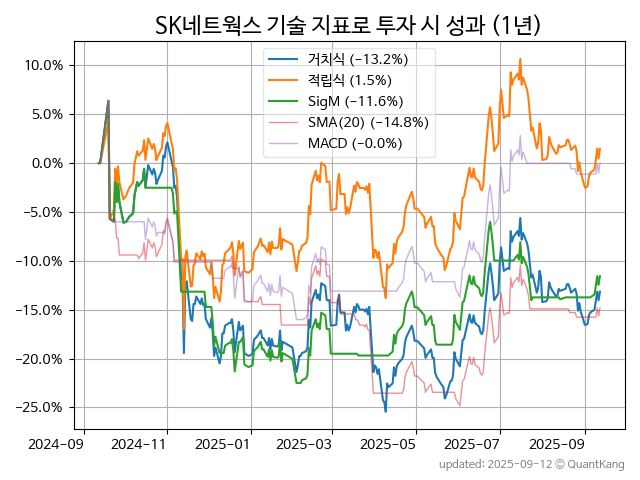 SK네트웍스 기술 지표로 투자 시 성과 (1년)
거치식 (−13.2%)
적립식 (1.5%)
SigM (−11.6%)
SMA(20) (−14.8%)
MACD (−0.0%)
10.0%
5.0%
0.0%
−5.0%
−10.0%
−15.0%
−20.0%
−25.0%
2024-09 2024-11 2025-01 2025-03 2025-05 2025-07 2025-09
updated: 2025-09-12 © QuantKang